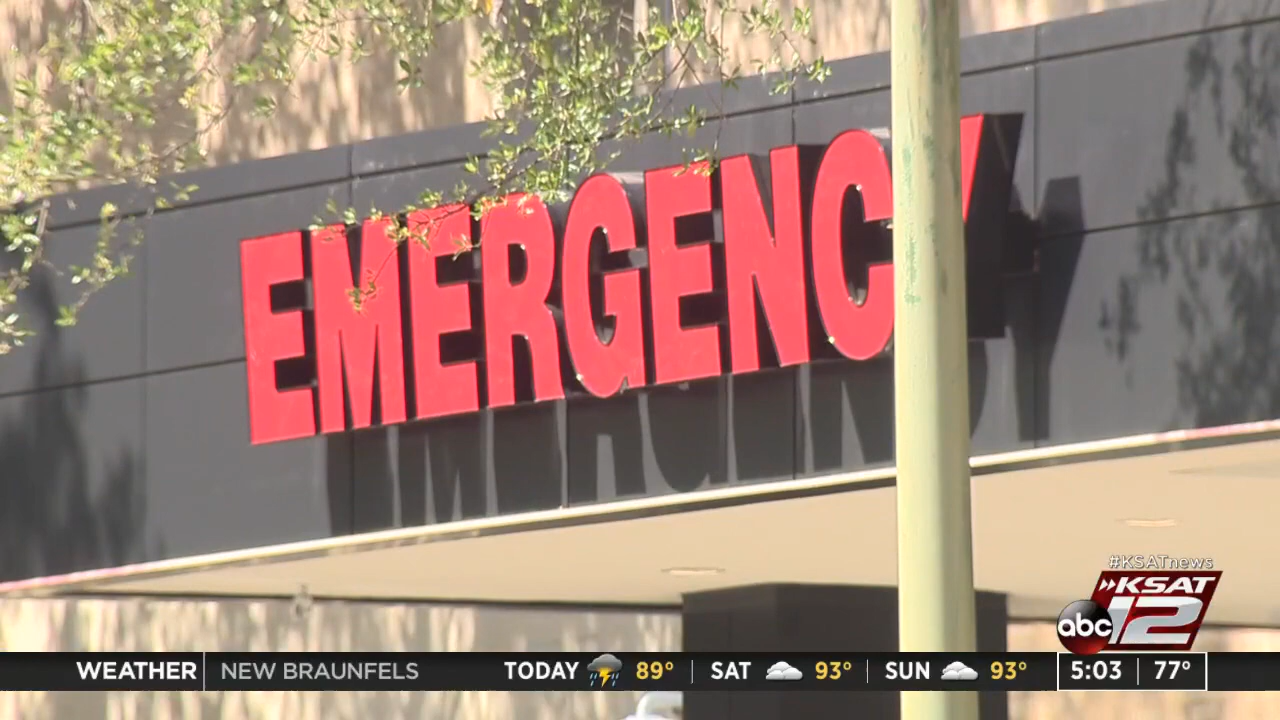 EMERGENCY
#KSATnews
KSAT
abc 12
WEATHER NEW BRAUNFELS TODAY 89° SAT 93° SUN 93° 5:03 77°